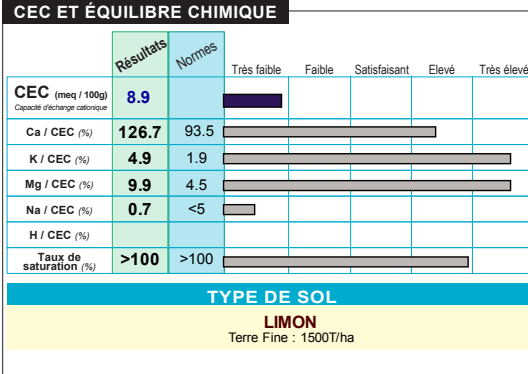 CEC ET ÉQUILIBRE CHIMIQUE
Résultats Normes
Très faible Faible Satisfaisant Elevé Très élevé
CEC (meq / 100g) 8.9
Capacité d'échange cationique
Ca / CEC (%) 126.7 93.5
K / CEC (%) 4.9 1.9
Mg / CEC (%) 9.9 4.5
Na / CEC (%) 0.7 <5
H / CEC (%)
Taux de
saturation (%) >100 >100
TYPE DE SOL
LIMON
Terre Fine : 1500T/ha